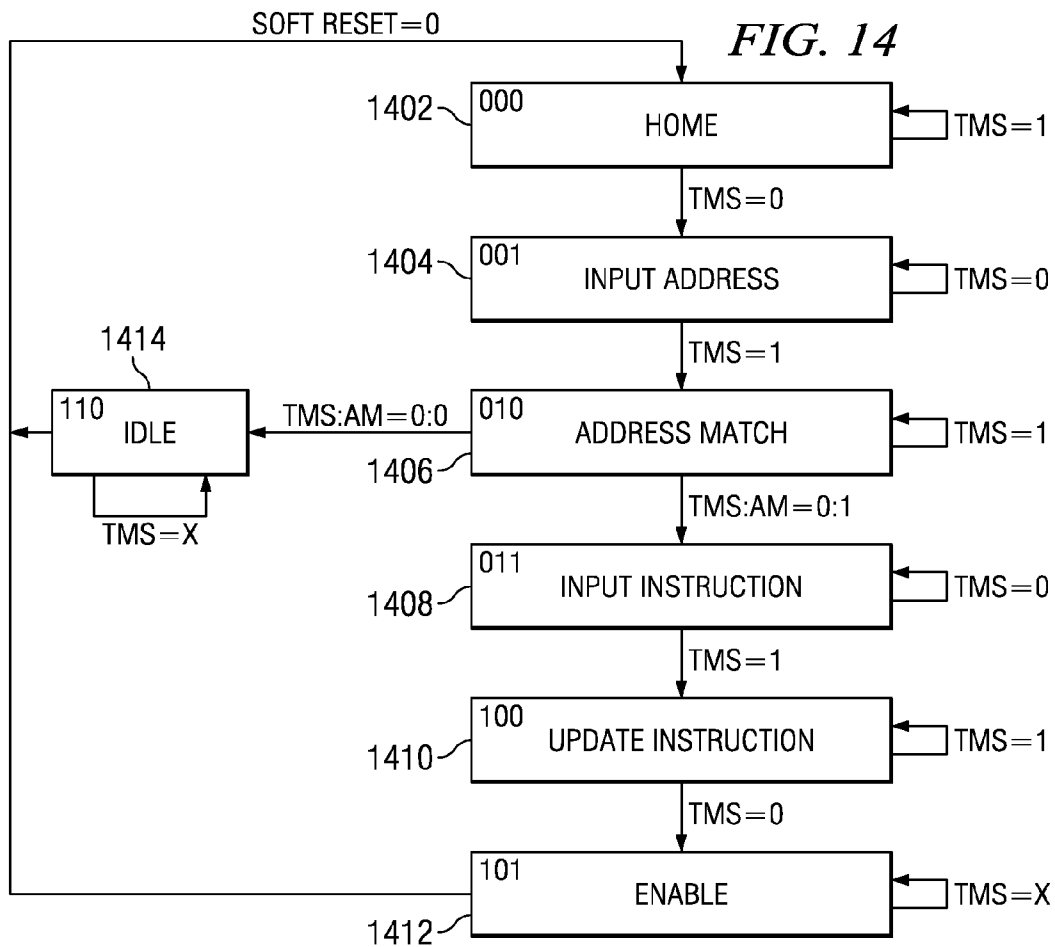 SOFT RESET=0
FIG. 14
1402
000
HOME
TMS=1
TMS=0
1404
001
INPUT ADDRESS
TMS=0
TMS=1
1414
110
IDLE
TMS=X
TMS:AM=0:0
010
ADDRESS MATCH
1406
TMS=1
TMS:AM=0:1
011
INPUT INSTRUCTION
1408
TMS=0
TMS=1
100
UPDATE INSTRUCTION
1410
TMS=1
TMS=0
101
ENABLE
1412
TMS=X